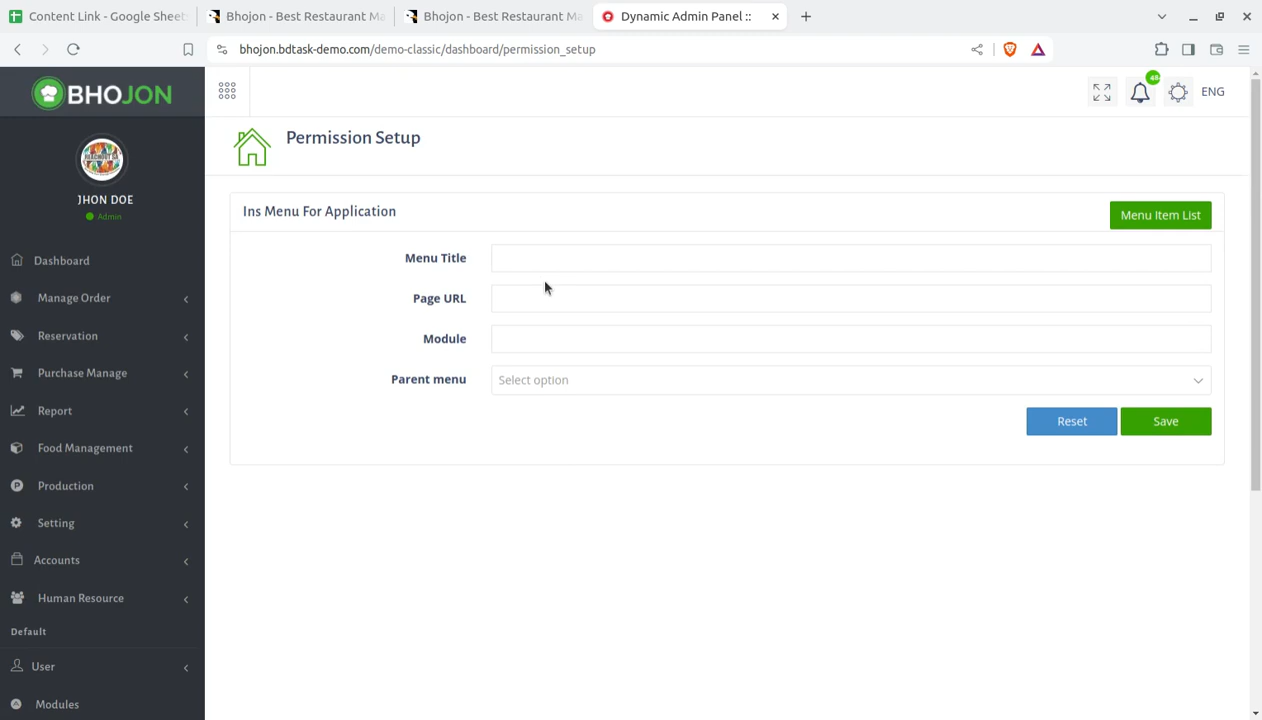 Content Link - Google Sheets
Bhojon - Best Restaurant Ma
Bhojon - Best Restaurant Ma
Dynamic Admin Panel ::
bhojon.bdtask-demo.com/demo-classic/dashboard/permission_setup
BHOJON
ENG
Permission Setup
JHON DOE
Admin
Ins Menu For Application
Menu Item List
Menu Title
Page URL
Module
Parent menu
Select option
Reset
Save
Dashboard
Manage Order
Reservation
Purchase Manage
Report
Food Management
Production
Setting
Accounts
Human Resource
Default
User
Modules